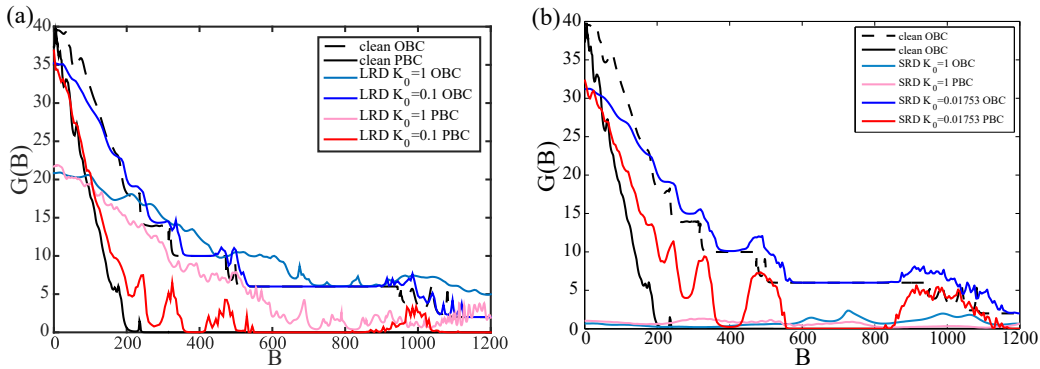 (a)
40
35
30
25
20
15
10
5
0
G(B)
0 200 400 600 800 1000 1200
B
clean OBC
clean PBC
LRD K0=1 OBC
LRD K0=0.1 OBC
LRD K0=1 PBC
LRD K0=0.1 PBC
(b)
40
35
30
25
20
15
10
5
0
G(B)
0 200 400 600 800 1000 1200
B
clean OBC
clean OBC
SRD K0=1 OBC
SRD K0=1 PBC
SRD K0=0.01753 OBC
SRD K0=0.01753 PBC